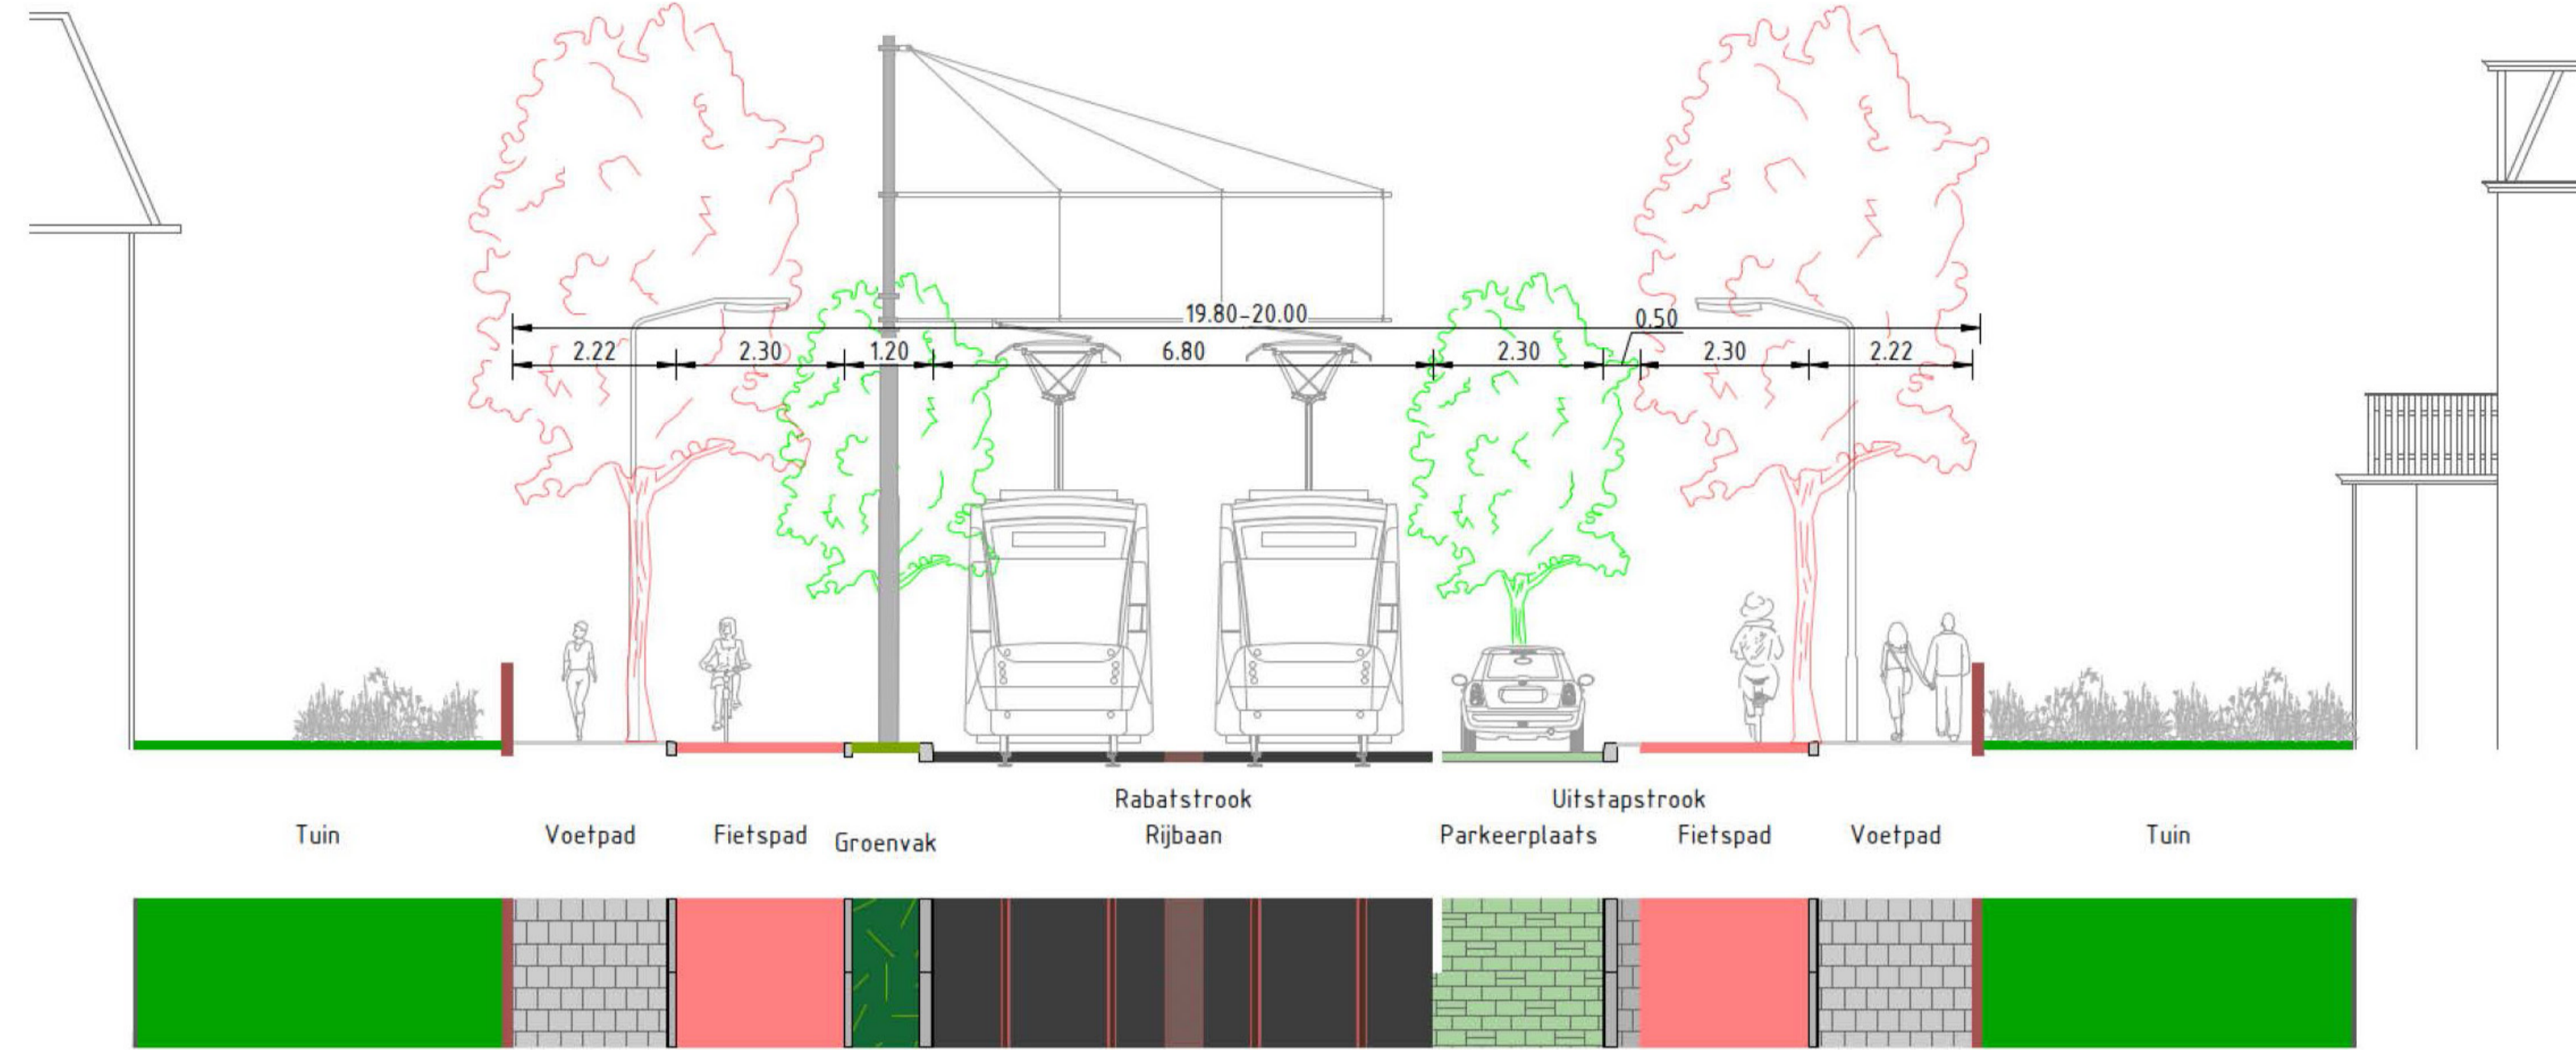 19.80-20.00
0.50
2.22 2.30 1.20 6.80 2.30 2.30 2.22
Rabatstrook Uitstapstrook
Tuin Voetpad Fietspad Groenvak Rijbaan Parkeerplaats Fietspad Voetpad Tuin